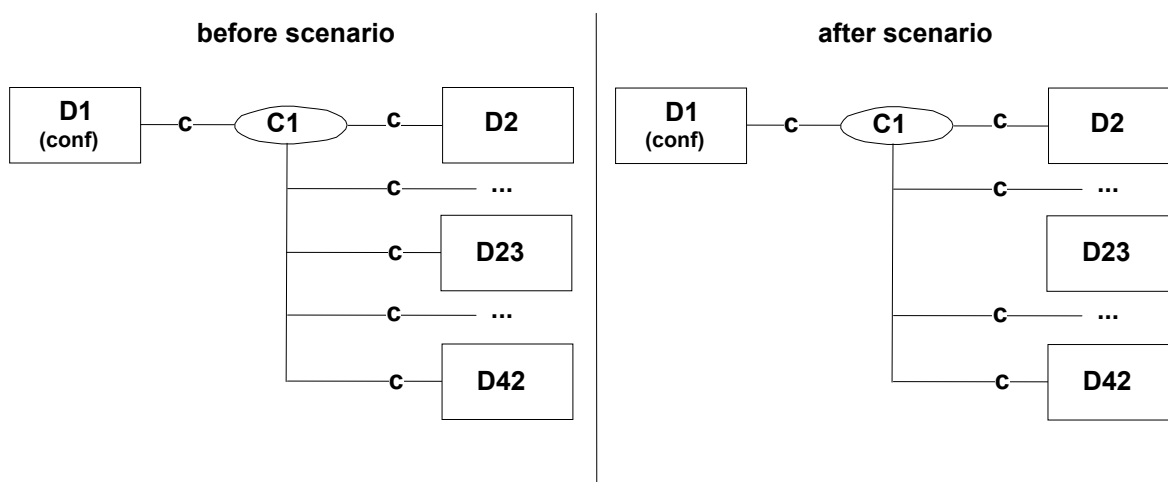 before scenario
D1
(conf)
c
C1
c
D2
c
...
c
D23
c
...
c
D42
after scenario
D1
(conf)
c
C1
c
D2
c
...
D23
c
...
c
D42